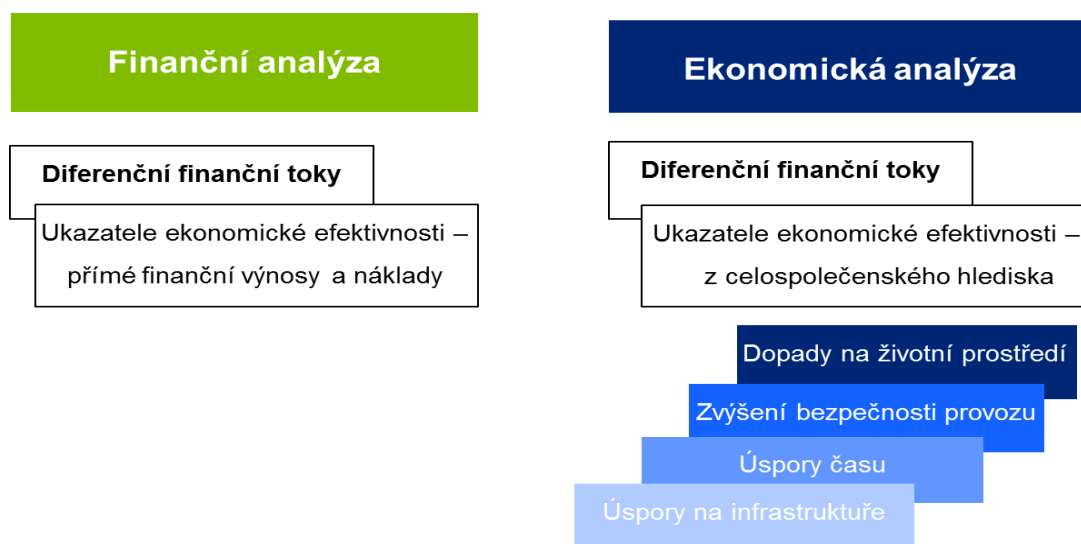 Finanční analýza
Diferenční finanční toky
Ukazatele ekonomické efektivnosti –
přímé finanční výnosy a náklady
Ekonomická analýza
Diferenční finanční toky
Ukazatele ekonomické efektivnosti –
z celospolečenského hlediska
Dopady na životní prostředí
Zvýšení bezpečnosti provozu
Úspory času
Úspory na infrastruktuře